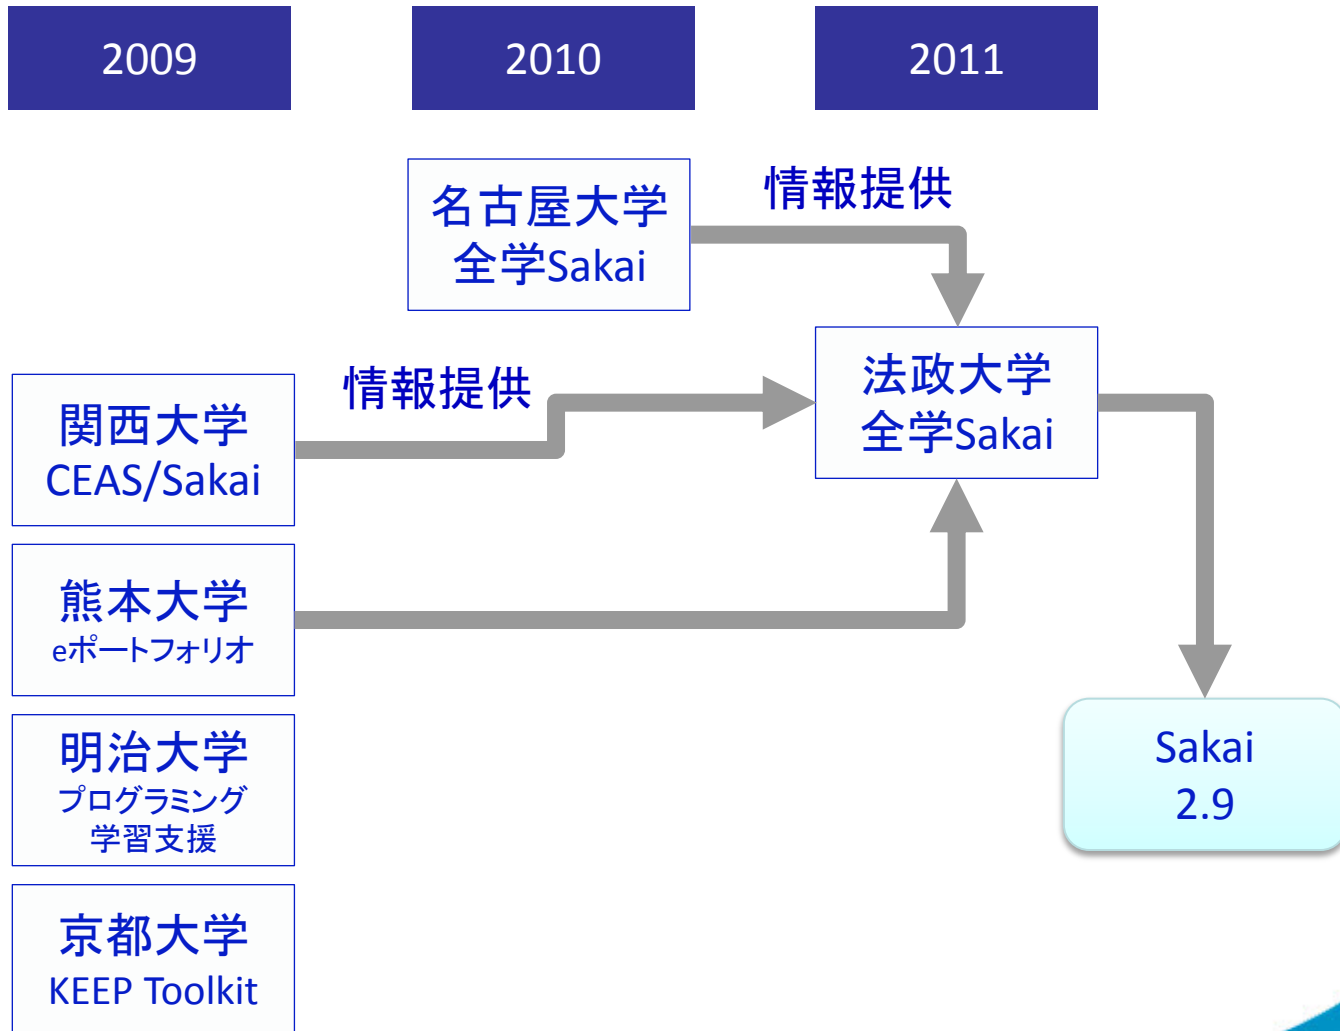 2009
2010
2011
名古屋大学
全学Sakai
情報提供
関西大学
CEAS/Sakai
情報提供
法政大学
全学Sakai
熊本大学
eポートフォリオ
明治大学
プログラミング
学習支援
Sakai
2.9
京都大学
KEEP Toolkit